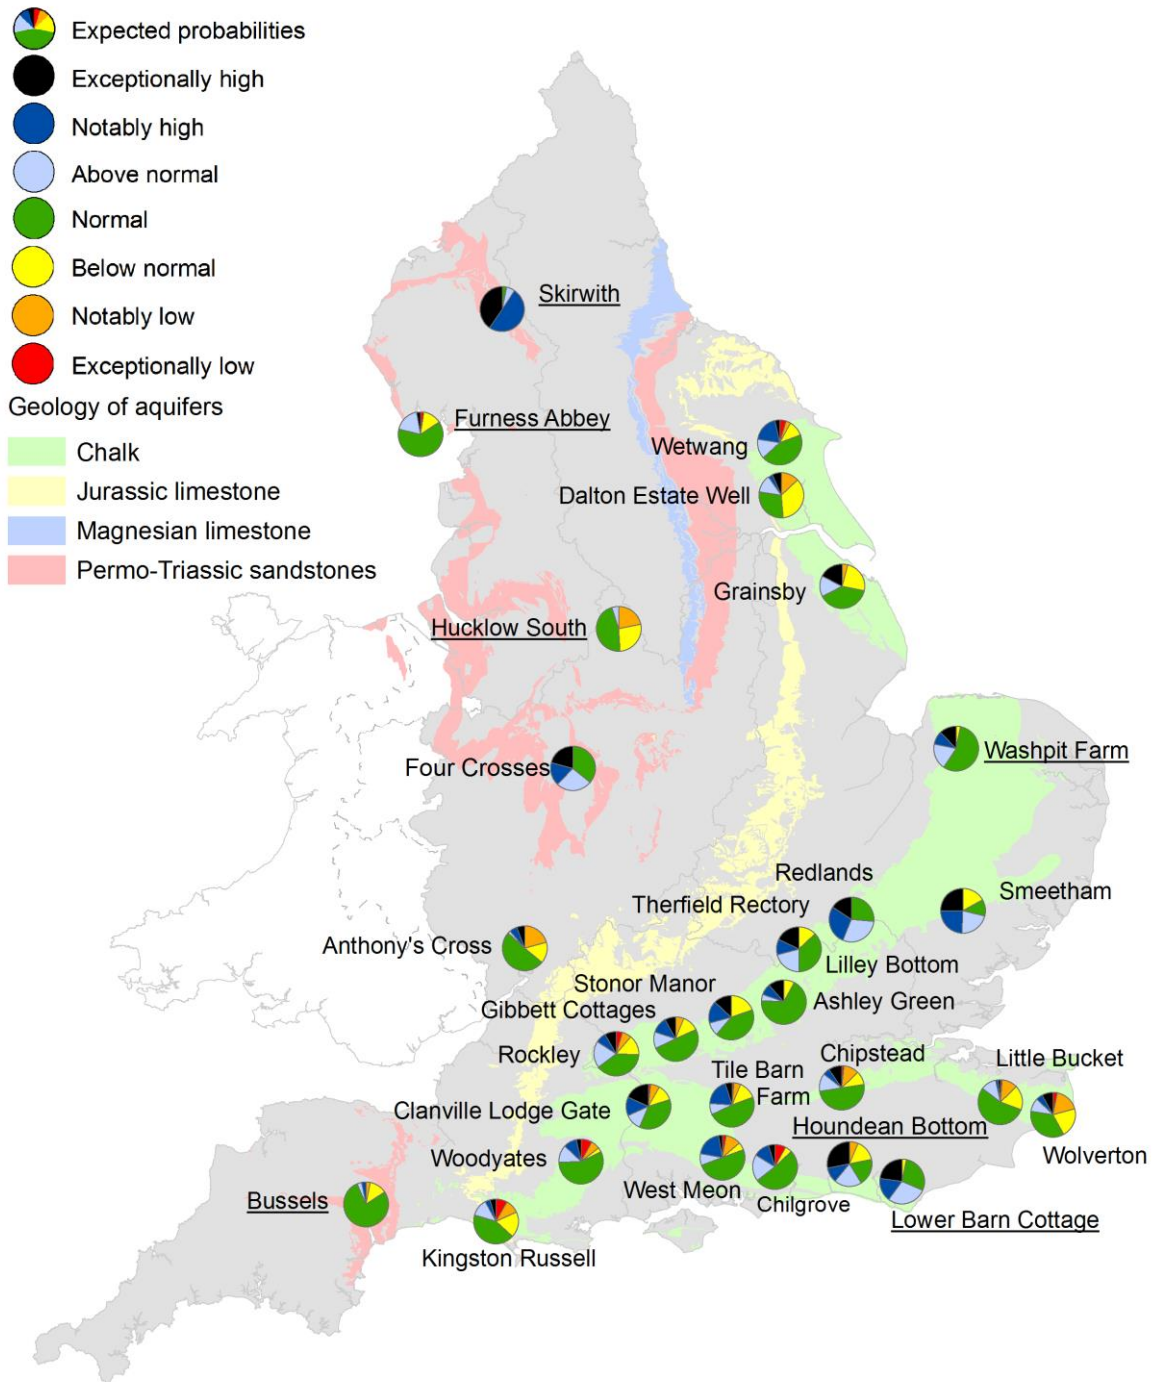 Expected probabilities
Exceptionally high
Notably high
Above normal
Normal
Below normal
Notably low
Exceptionally low
Geology of aquifers
Chalk
Jurassic limestone
Magnesian limestone
Permo-Triassic sandstones
Skirwith
Furness Abbey
Wetwang
Dalton Estate Well
Grainsby
Hucklow South
Washpit Farm
Four Crosses
Redlands
Smeetham
Therfield Rectory
Anthony's Cross
Lilley Bottom
Stonor Manor
Ashley Green
Gibbett Cottages
Rockley
Chipstead
Little Bucket
Tile Barn
Farm
Clanville Lodge Gate
Houndean Bottom
Wolverton
Woodyates
West Meon
Bussels
Chilgrove
Lower Barn Cottage
Kingston Russell